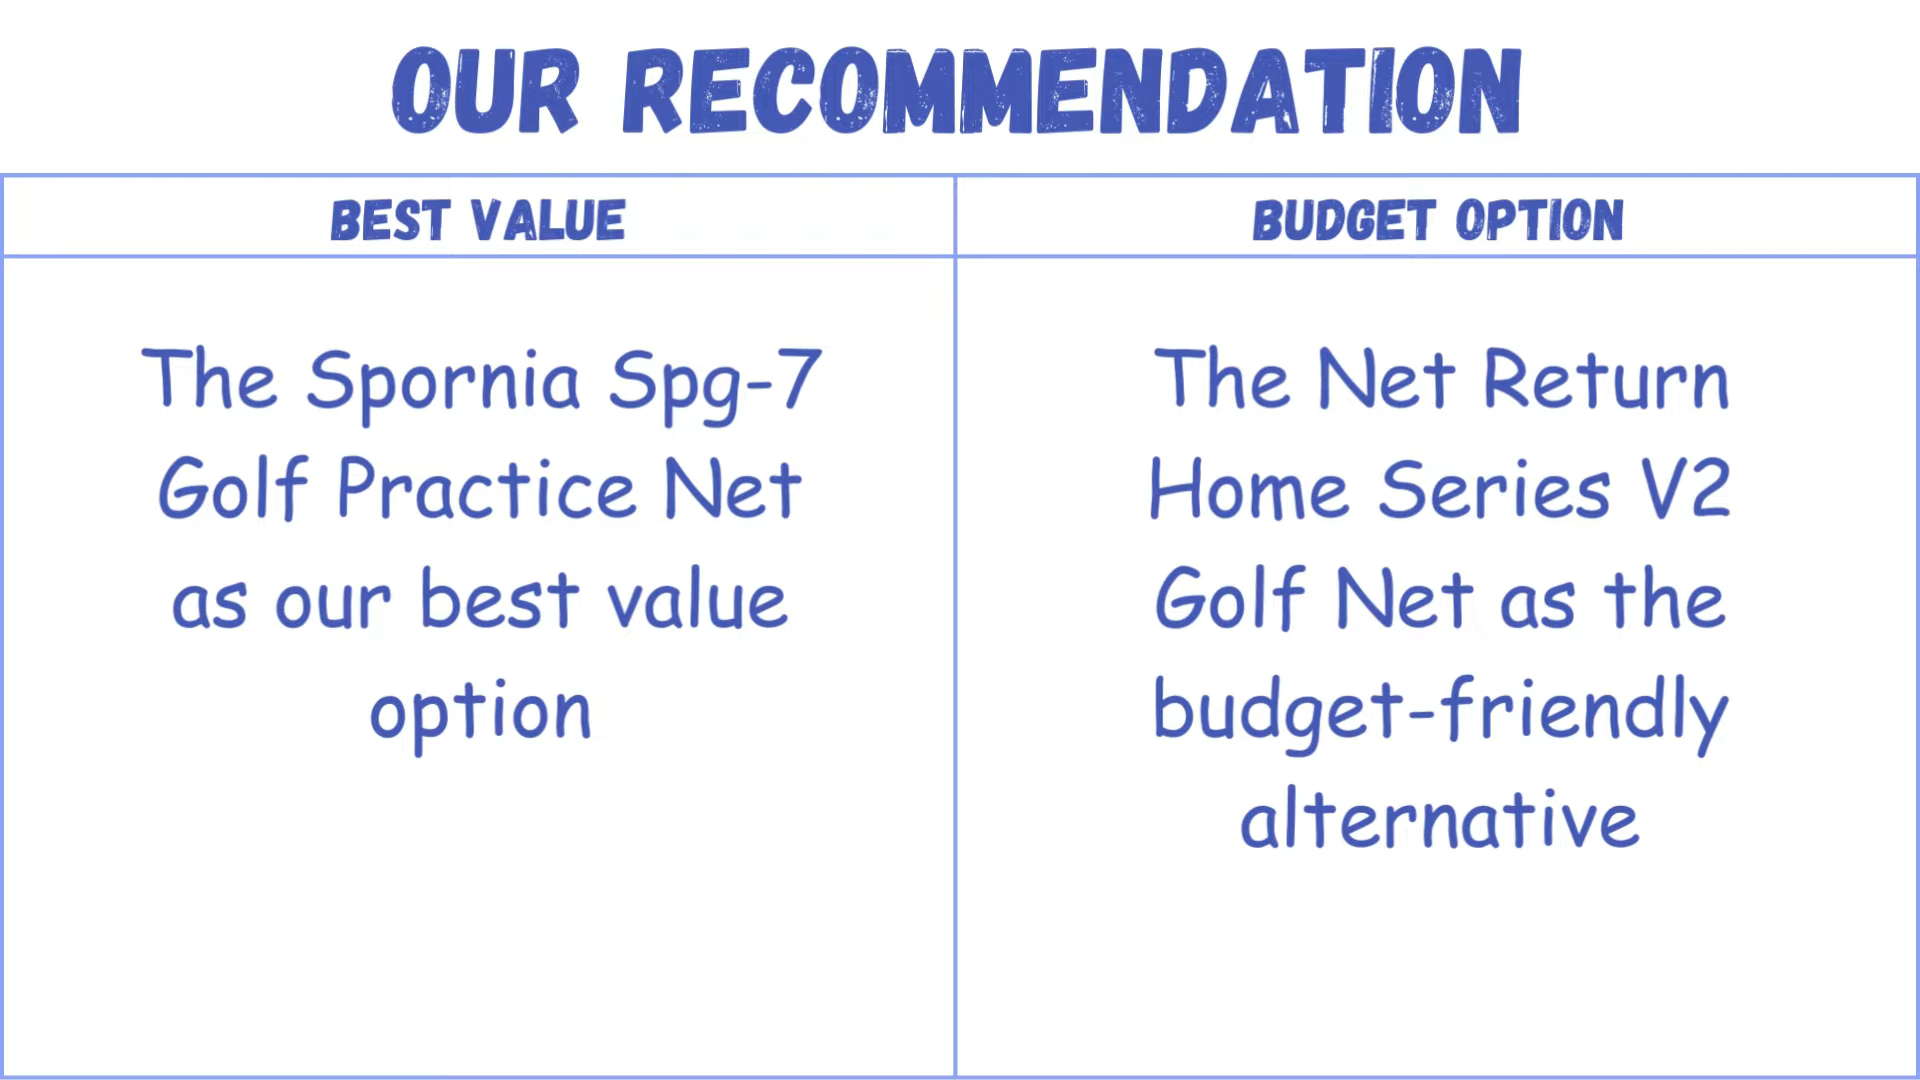 OUR RECOMMENDATION
BEST VALUE
BUDGET OPTION
The Spornia Spg-7
Golf Practice Net
as our best value
option
The Net Return
Home Series V2
Golf Net as the
budget-friendly
alternative